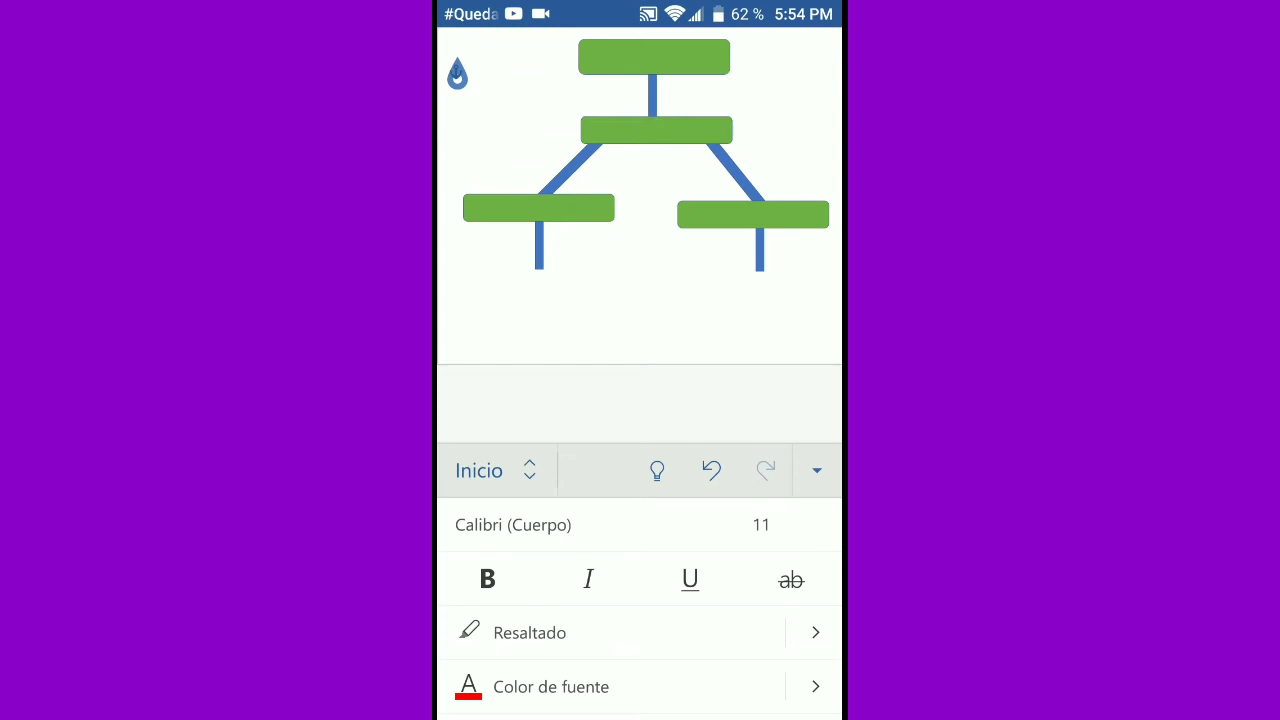 #Queda 62 % 5:54 PM
Inicio
Calibri (Cuerpo) 11
B I U ab
Resaltado
A Color de fuente